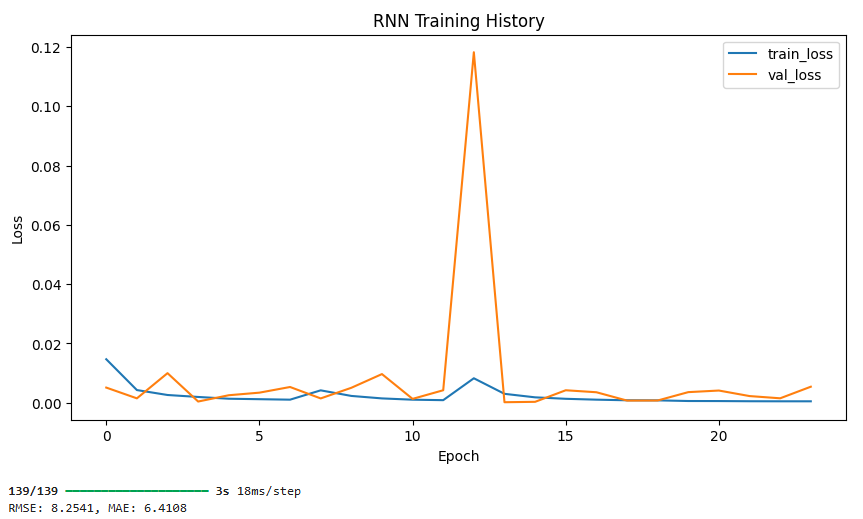 RNN Training History
0.12
0.10
0.08
0.06
0.04
0.02
0.00
Loss
train_loss
val_loss
0 5 10 15 20
Epoch
139/139 ━━━━━━━━━━━━━━━━━━━━ 3s 18ms/step
RMSE: 8.2541, MAE: 6.4108